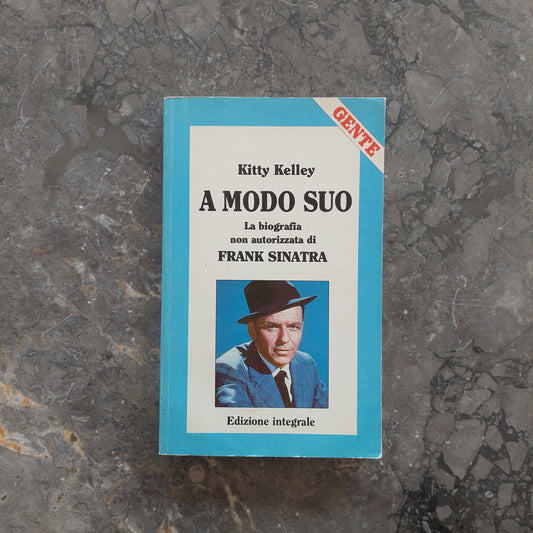 GENTE
Kitty Kelley
A MODO SUO
La biografia
non autorizzata di
FRANK SINATRA
Edizione integrale